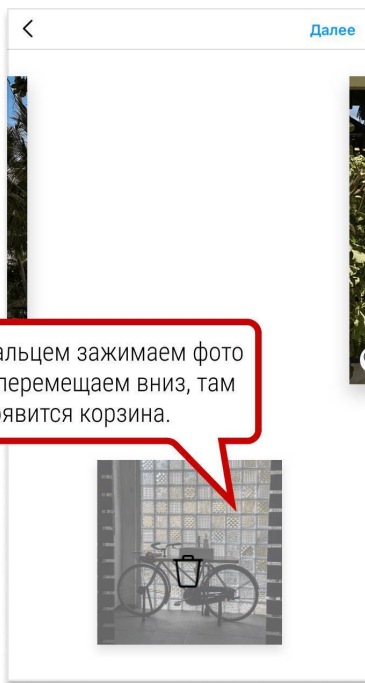 Далее
альцем зажимаем фото
перемещаем вниз, там
явится корзина.